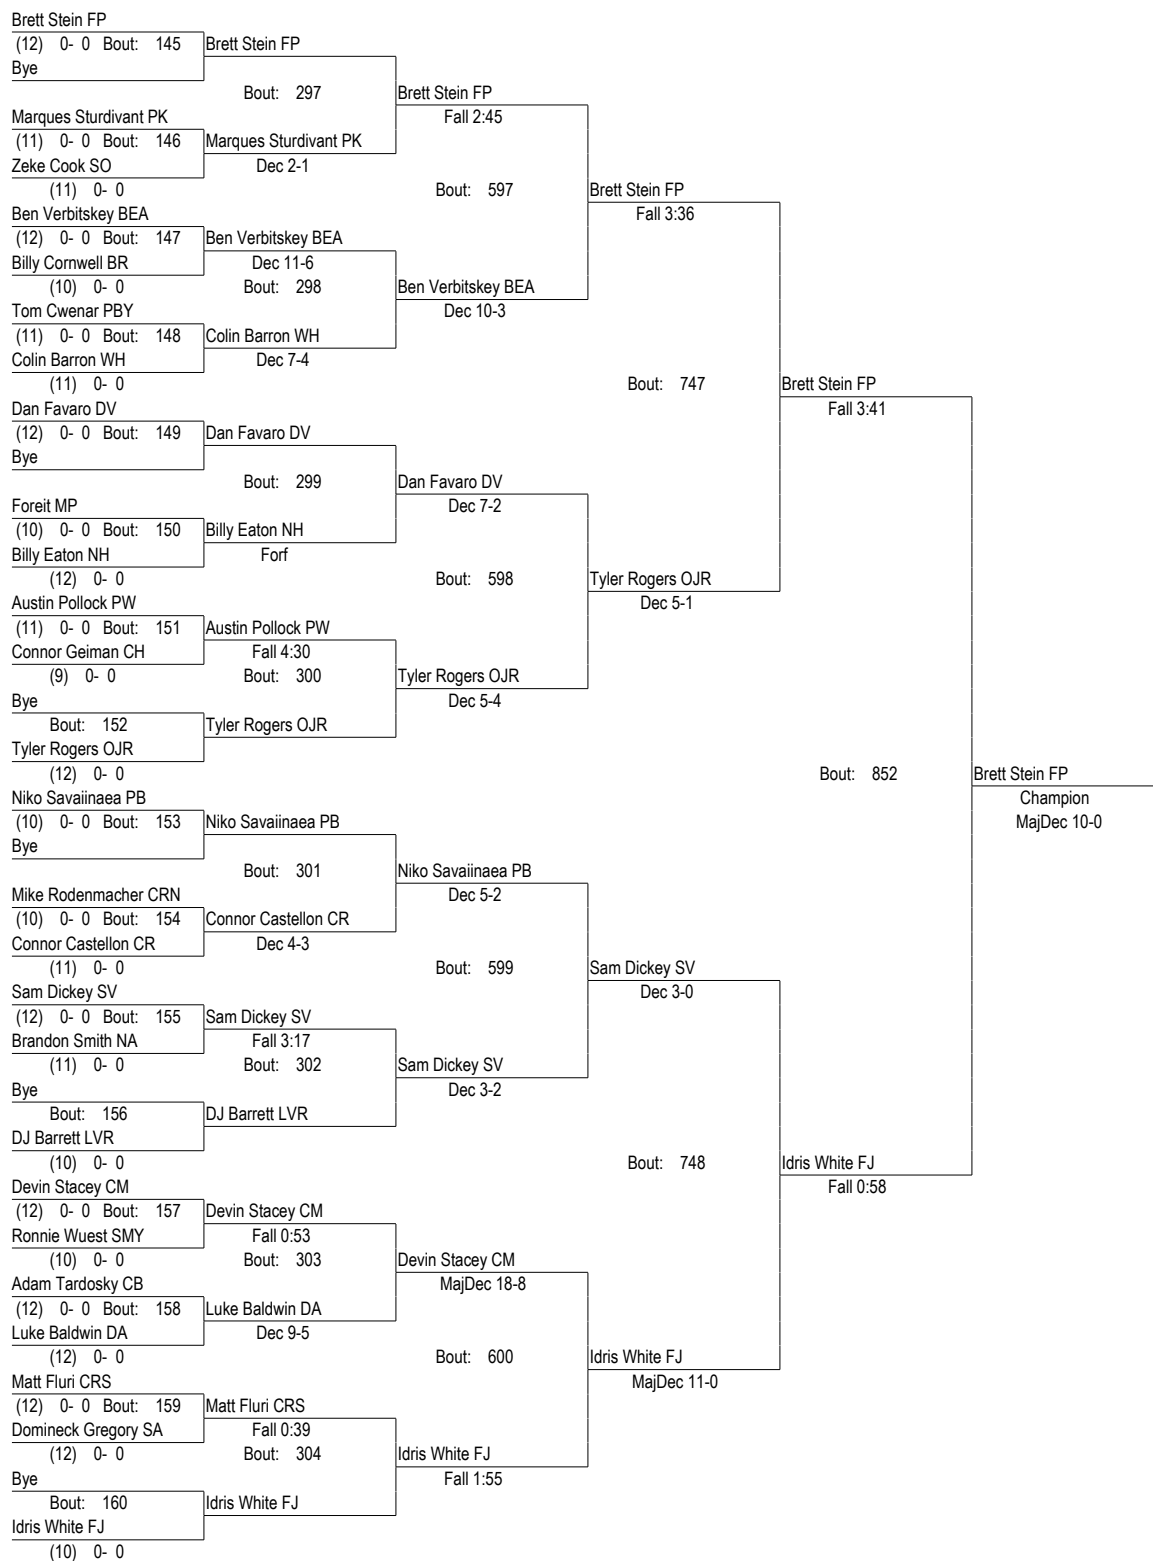 Brett Stein FP
(12) 0- 0 Bout: 145 Brett Stein FP
Bye
Bout: 297 Brett Stein FP
Marques Sturdivant PK Fall 2:45
(11) 0- 0 Bout: 146 Marques Sturdivant PK
Zeke Cook SO Dec 2-1
(11) 0- 0 Bout: 597 Brett Stein FP
Ben Verbitskey BEA Fall 3:36
(12) 0- 0 Bout: 147 Ben Verbitskey BEA
Billy Cornwell BR Dec 11-6
(10) 0- 0 Bout: 298 Ben Verbitskey BEA
Tom Cwenar PBY Dec 10-3
(11) 0- 0 Bout: 148 Colin Barron WH
Colin Barron WH Dec 7-4
(11) 0- 0 Bout: 747 Brett Stein FP
Dan Favaro DV Fall 3:41
(12) 0- 0 Bout: 149 Dan Favaro DV
Bye
Bout: 299 Dan Favaro DV
Foreit MP Dec 7-2
(10) 0- 0 Bout: 150 Billy Eaton NH
Billy Eaton NH Forf
(12) 0- 0 Bout: 598 Tyler Rogers OJR
Austin Pollock PW Dec 5-1
(11) 0- 0 Bout: 151 Austin Pollock PW
Connor Geiman CH Fall 4:30
(9) 0- 0 Bout: 300 Tyler Rogers OJR
Bye Dec 5-4
Bout: 152 Tyler Rogers OJR
Tyler Rogers OJR
(12) 0- 0 Bout: 852 Brett Stein FP
Niko Savaiinaea PB Champion
(10) 0- 0 Bout: 153 Niko Savaiinaea PB MajDec 10-0
Bye
Bout: 301 Niko Savaiinaea PB
Mike Rodenmacher CRN Dec 5-2
(10) 0- 0 Bout: 154 Connor Castellon CR
Connor Castellon CR Dec 4-3
(11) 0- 0 Bout: 599 Sam Dickey SV
Sam Dickey SV Dec 3-0
(12) 0- 0 Bout: 155 Sam Dickey SV
Brandon Smith NA Fall 3:17
(11) 0- 0 Bout: 302 Sam Dickey SV
Bye Dec 3-2
Bout: 156 DJ Barrett LVR
DJ Barrett LVR
(10) 0- 0 Bout: 748 Idris White FJ
Devin Stacey CM Fall 0:58
(12) 0- 0 Bout: 157 Devin Stacey CM
Ronnie Wuest SMY Fall 0:53
(10) 0- 0 Bout: 303 Devin Stacey CM
Adam Tardosky CB MajDec 18-8
(12) 0- 0 Bout: 158 Luke Baldwin DA
Luke Baldwin DA Dec 9-5
(12) 0- 0 Bout: 600 Idris White FJ
Matt Fluri CRS MajDec 11-0
(12) 0- 0 Bout: 159 Matt Fluri CRS
Domineck Gregory SA Fall 0:39
(12) 0- 0 Bout: 304 Idris White FJ
Bye Fall 1:55
Bout: 160 Idris White FJ
Idris White FJ
(10) 0- 0